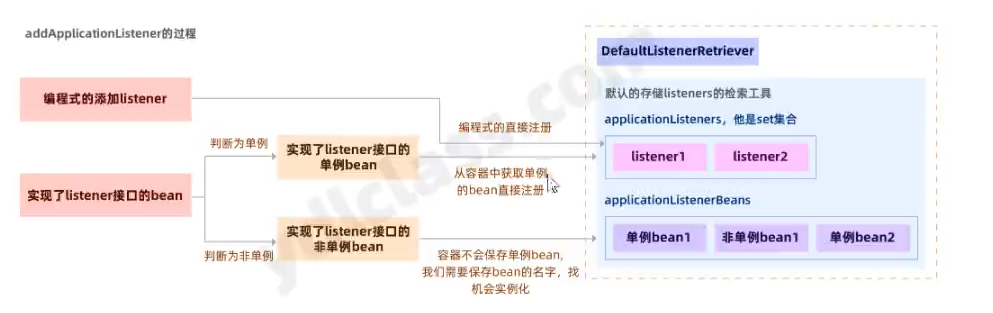 addApplicationListener的过程
DefaultListenerRetriever
编程式的添加listener
默认的存储listeners的检索工具
applicationListeners，他是set集合
编程式的直接注册
判断为单例
实现了listener接口的
单例bean
listener1
listener2
从容器中获取单例
的bean直接注册
实现了listener接口的bean
applicationListenerBeans
实现了listener接口的
非单例bean
单例bean1
非单例bean1
单例bean2
判断为非单例
容器不会保存单例bean，
我们需要保存bean的名字，找
机会实例化
ydlclass.com